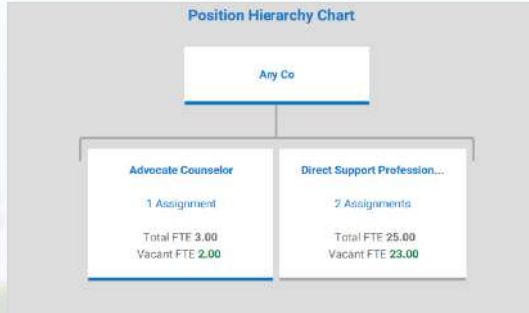 Position Hierarchy Chart
Any Co
Advocate Counselor
1 Assignment
Total FTE 3.00
Vacant FTE 2.00
Direct Support Profession...
2 Assignments
Total FTE 25.00
Vacant FTE 23.00